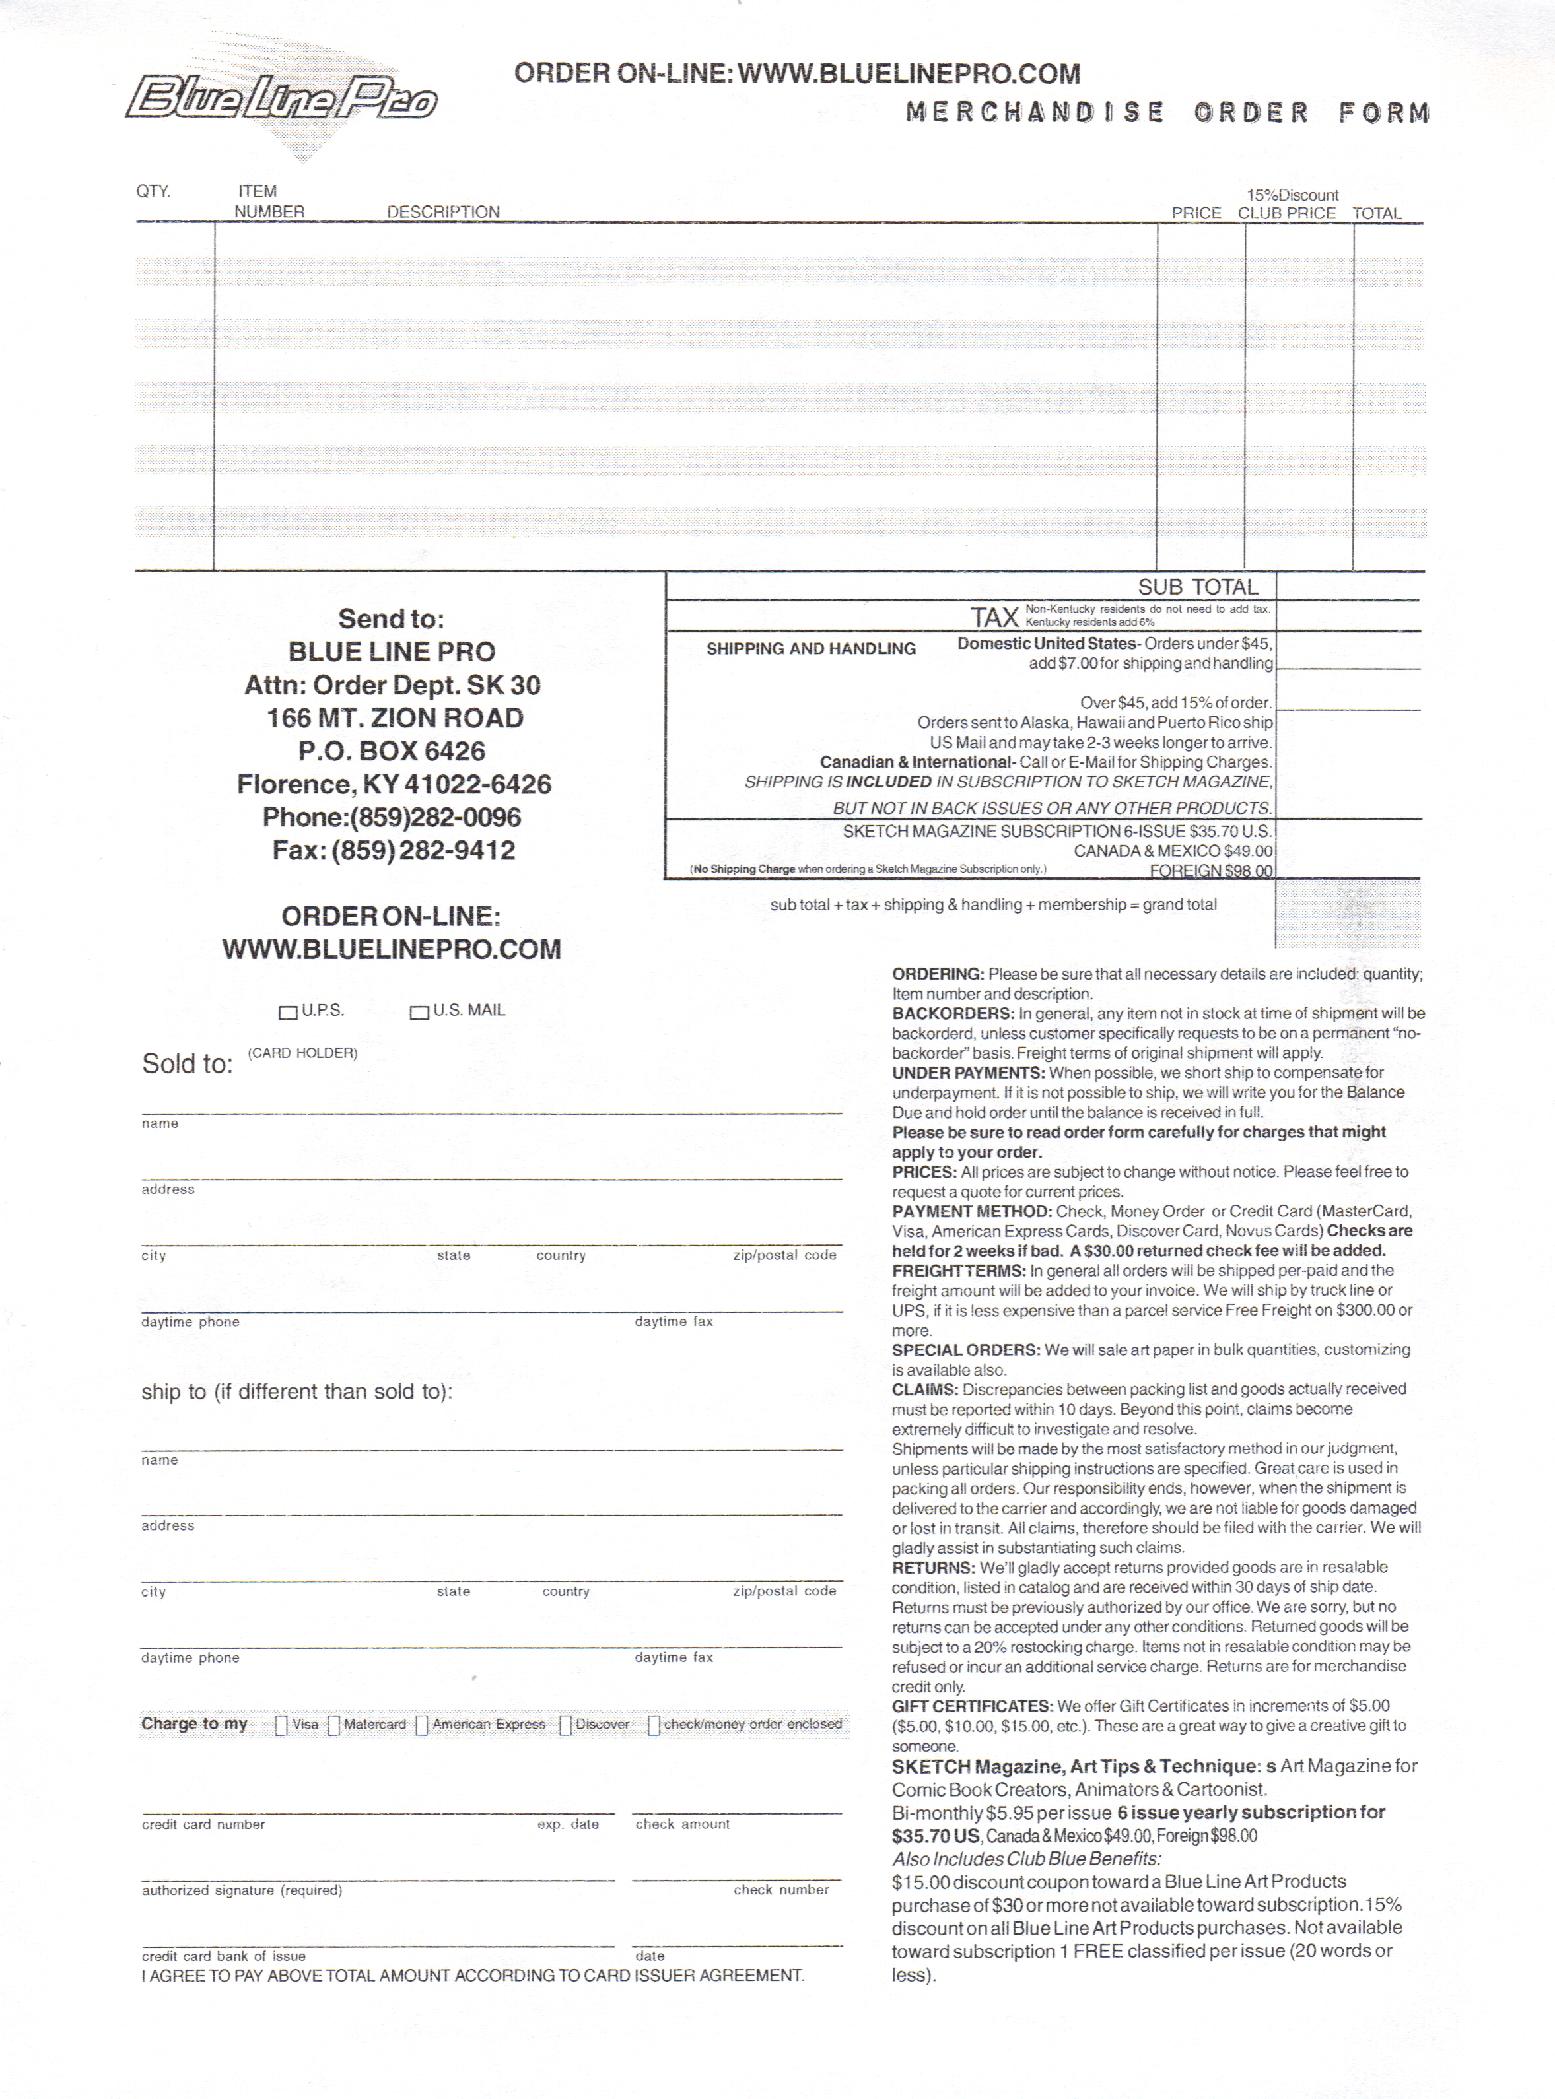 Blue Line Pro
ORDER ON-LINE: WWW.BLUELINEPRO.COM
MERCHANDISE ORDER FORM
QTY.
ITEM
NUMBER
DESCRIPTION
PRICE
15%Discount
CLUB PRICE
TOTAL
SUB TOTAL
TAX Non-Kentucky residents do not need to add tax.
Kentucky residents add 6%
SHIPPING AND HANDLING
Domestic United States- Orders under $45,
add $7.00 for shipping and handling
Over $45, add 15% of order.
Orders sent to Alaska, Hawaii and Puerto Rico ship
US Mail and may take 2-3 weeks longer to arrive.
Canadian & International- Call or E-Mail for Shipping Charges.
SHIPPING IS INCLUDED IN SUBSCRIPTION TO SKETCH MAGAZINE,
BUT NOT IN BACK ISSUES OR ANY OTHER PRODUCTS.
SKETCH MAGAZINE SUBSCRIPTION 6-ISSUE $35.70 U.S.
CANADA & MEXICO $49.00
(No Shipping Charge when ordering a Sketch Magazine Subscription only.)
FOREIGN $98.00
sub total + tax + shipping & handling + membership = grand total
Send to:
BLUE LINE PRO
Attn: Order Dept. SK 30
166 MT. ZION ROAD
P.O. BOX 6426
Florence, KY 41022-6426
Phone:(859)282-0096
Fax: (859) 282-9412
ORDER ON-LINE:
WWW.BLUELINEPRO.COM
U.P.S.
U.S. MAIL
Sold to: (CARD HOLDER)
name
address
city state country zip/postal code
daytime phone daytime fax
ship to (if different than sold to):
name
address
city state country zip/postal code
daytime phone daytime fax
Charge to my Visa Matercard American Express Discover check/money order enclosed
credit card number exp. date check amount
authorized signature (required) check number
credit card bank of issue date
I AGREE TO PAY ABOVE TOTAL AMOUNT ACCORDING TO CARD ISSUER AGREEMENT.
ORDERING: Please be sure that all necessary details are included: quantity;
Item number and description.
BACKORDERS: In general, any item not in stock at time of shipment will be
backorderd, unless customer specifically requests to be on a permanent "no-
backorder" basis. Freight terms of original shipment will apply.
UNDER PAYMENTS: When possible, we short ship to compensate for
underpayment. If it is not possible to ship, we will write you for the Balance
Due and hold order until the balance is received in full.
Please be sure to read order form carefully for charges that might
apply to your order.
PRICES: All prices are subject to change without notice. Please feel free to
request a quote for current prices.
PAYMENT METHOD: Check, Money Order or Credit Card (MasterCard,
Visa, American Express Cards, Discover Card, Novus Cards) Checks are
held for 2 weeks if bad. A $30.00 returned check fee will be added.
FREIGHT TERMS: In general all orders will be shipped per-paid and the
freight amount will be added to your invoice. We will ship by truck line or
UPS, if it is less expensive than a parcel service Free Freight on $300.00 or
more.
SPECIAL ORDERS: We will sale art paper in bulk quantities, customizing
is available also.
CLAIMS: Discrepancies between packing list and goods actually received
must be reported within 10 days. Beyond this point, claims become
extremely difficult to investigate and resolve.
Shipments will be made by the most satisfactory method in our judgment,
unless particular shipping instructions are specified. Great care is used in
packing all orders. Our responsibility ends, however, when the shipment is
delivered to the carrier and accordingly, we are not liable for goods damaged
or lost in transit. All claims, therefore should be filed with the carrier. We will
gladly assist in substantiating such claims.
RETURNS: We'll gladly accept returns provided goods are in resalable
condition, listed in catalog and are received within 30 days of ship date.
Returns must be previously authorized by our office. We are sorry, but no
returns can be accepted under any other conditions. Returned goods will be
subject to a 20% restocking charge. Items not in resalable condition may be
refused or incur an additional service charge. Returns are for merchandise
credit only.
GIFT CERTIFICATES: We offer Gift Certificates in increments of $5.00
($5.00, $10.00, $15.00, etc.). These are a great way to give a creative gift to
someone.
SKETCH Magazine, Art Tips & Technique: s Art Magazine for
Comic Book Creators, Animators & Cartoonist.
Bi-monthly $5.95 per issue 6 issue yearly subscription for
$35.70 US, Canada & Mexico $49.00, Foreign $98.00
Also Includes Club Blue Benefits:
$15.00 discount coupon toward a Blue Line Art Products
purchase of $30 or more not available toward subscription. 15%
discount on all Blue Line Art Products purchases. Not available
toward subscription 1 FREE classified per issue (20 words or
less).